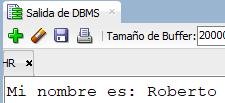 Salida de DBMS
Tamaño de Buffer: 20000
HR
Mi nombre es: Roberto